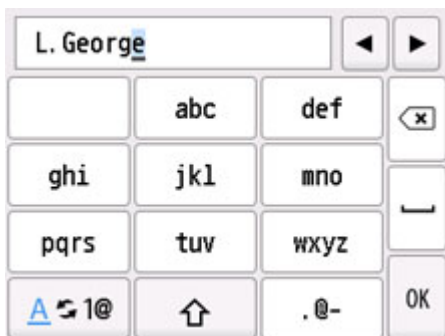 L. George
abc def
ghi jkl mno
pqrs tuv wxyz
A 1@ .@- OK